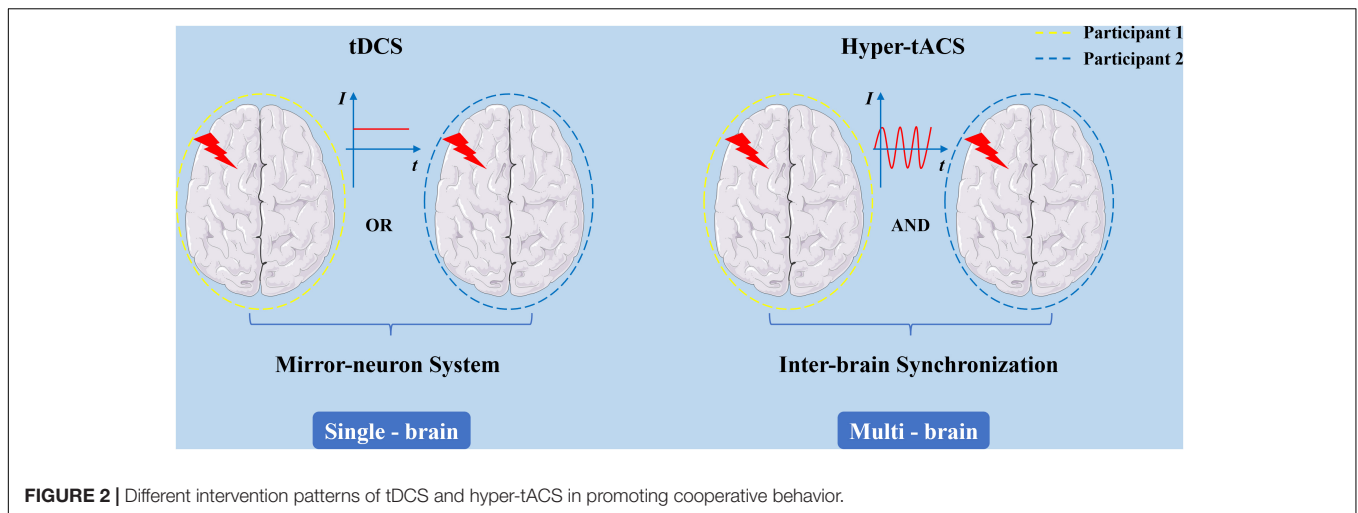 tDCS
Hyper-tACS
Participant 1
Participant 2
I
t
OR
I
t
AND
Mirror-neuron System
Inter-brain Synchronization
Single - brain
Multi - brain
FIGURE 2 | Different intervention patterns of tDCS and hyper-tACS in promoting cooperative behavior.